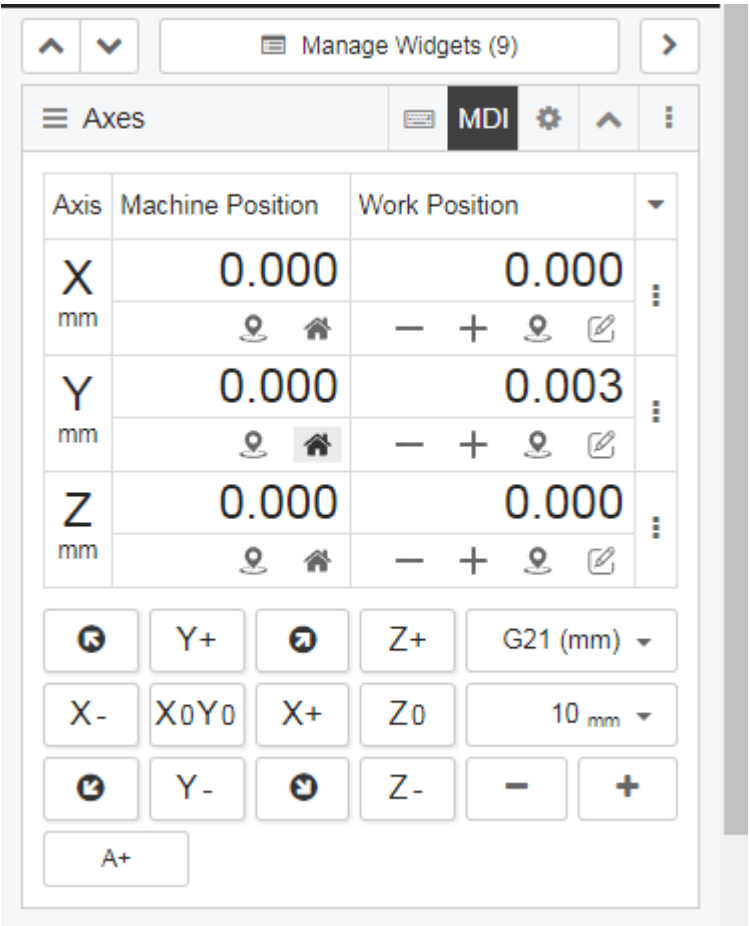 Manage Widgets (9)
Axes MDI
Axis Machine Position Work Position
X 0.000 0.000
mm
Y 0.000 0.003
mm
Z 0.000 0.000
mm
Y+ Z+ G21 (mm)
X- X0Y0 X+ Z0 10 mm
Y- Z- − +
A+